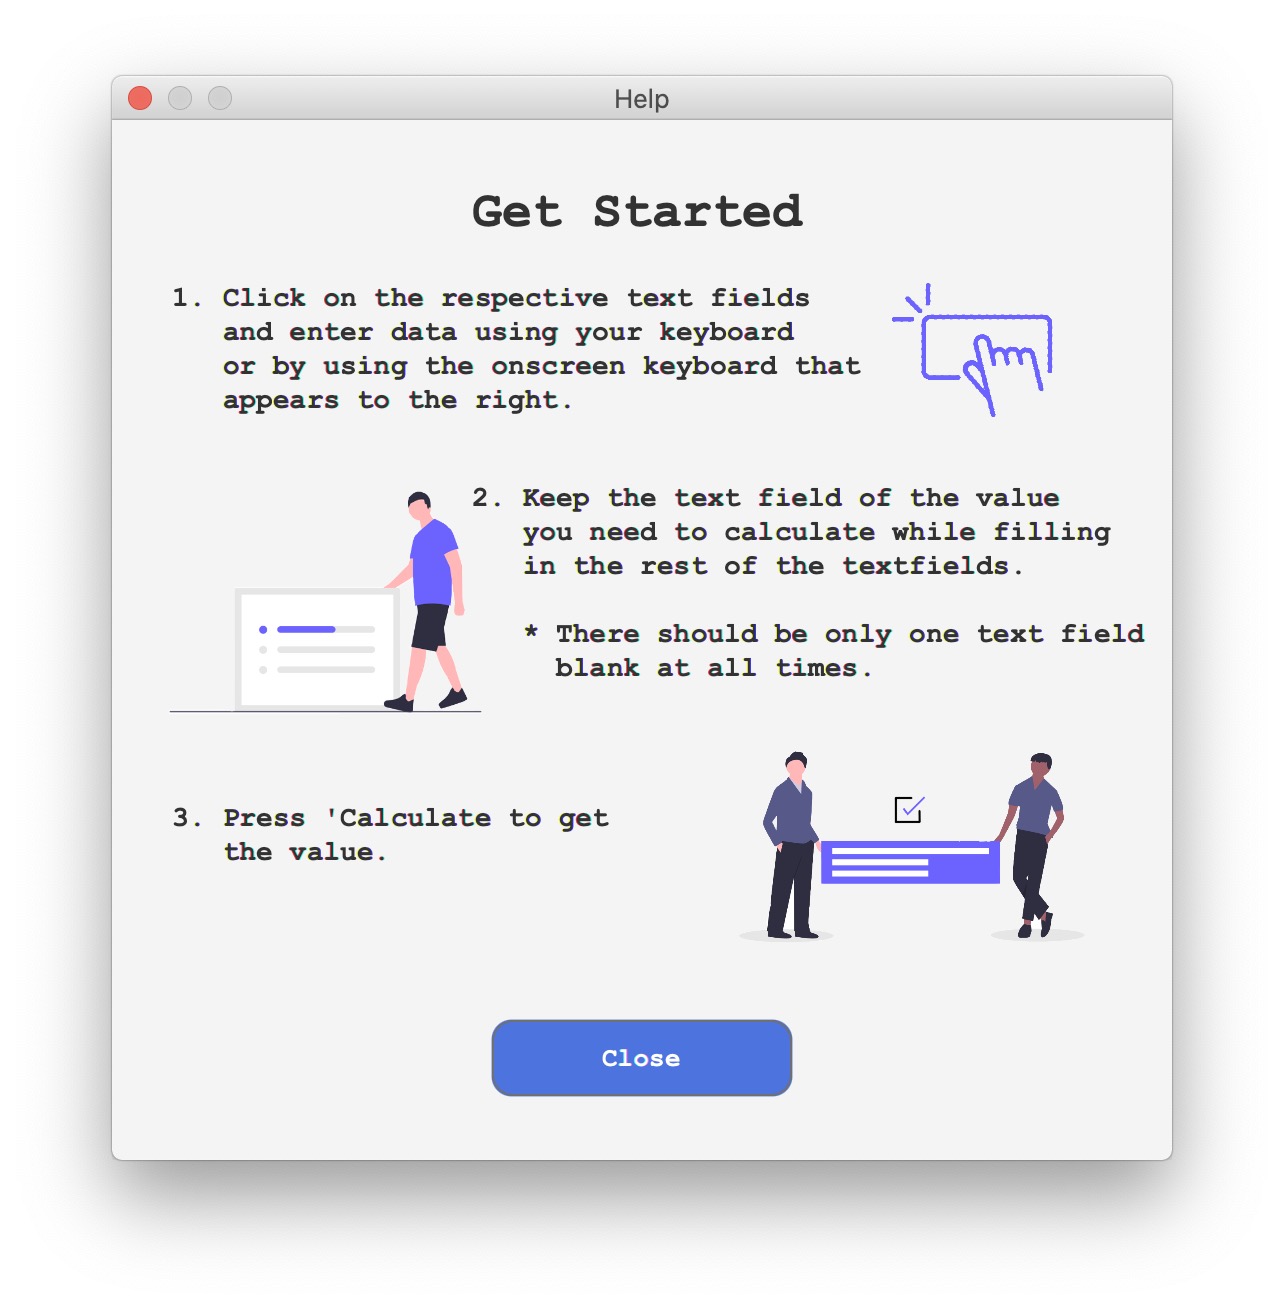 Help
Get Started
1. Click on the respective text fields
and enter data using your keyboard
or by using the onscreen keyboard that
appears to the right.
2. Keep the text field of the value
you need to calculate while filling
in the rest of the textfields.
* There should be only one text field
blank at all times.
3. Press 'Calculate to get
the value.
Close